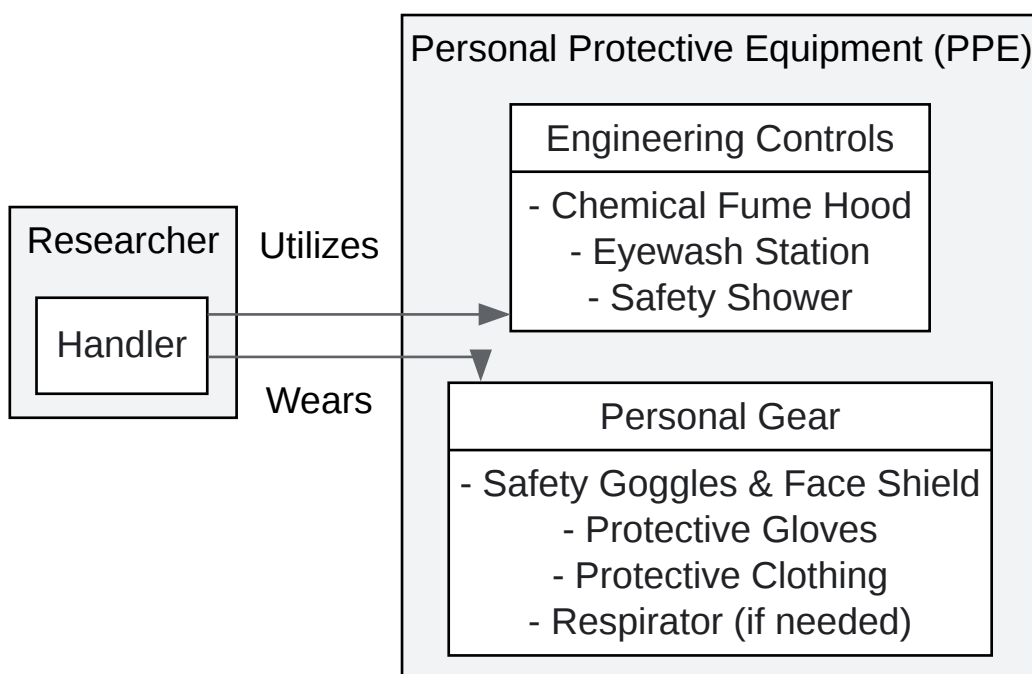 Personal Protective Equipment (PPE)
Engineering Controls
- Chemical Fume Hood
- Eyewash Station
- Safety Shower
Researcher
Handler
Utilizes
Wears
Personal Gear
- Safety Goggles & Face Shield
- Protective Gloves
- Protective Clothing
- Respirator (if needed)